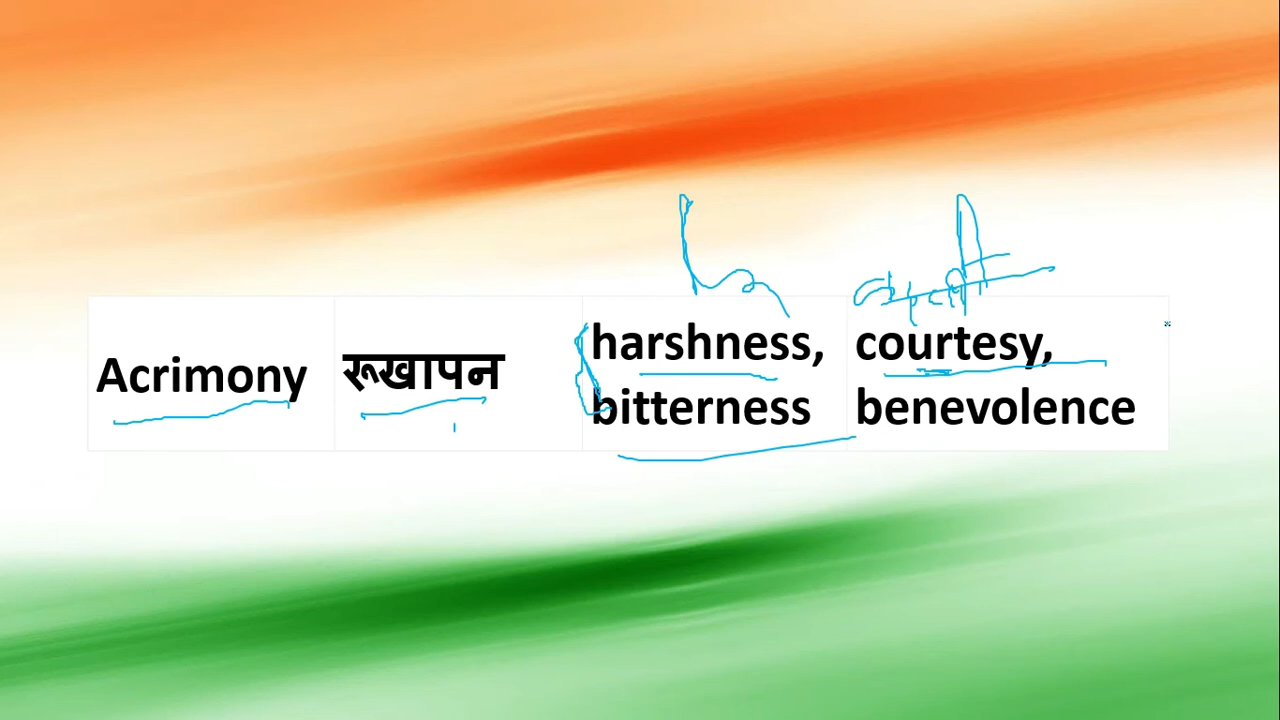 Acrimony
रूखापन
harshness,
bitterness
courtesy,
benevolence